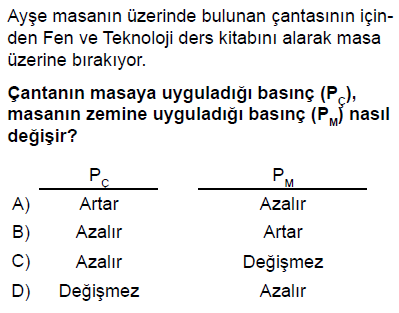 Ayşe masanın üzerinde bulunan çantasının için-
den Fen ve Teknoloji ders kitabını alarak masa
üzerine bırakıyor.
Çantanın masaya uyguladığı basınç (PÇ),
masanın zemine uyguladığı basınç (PM) nasıl
değişir?
PÇ PM
A) Artar Azalır
B) Azalır Artar
C) Azalır Değişmez
D) Değişmez Azalır